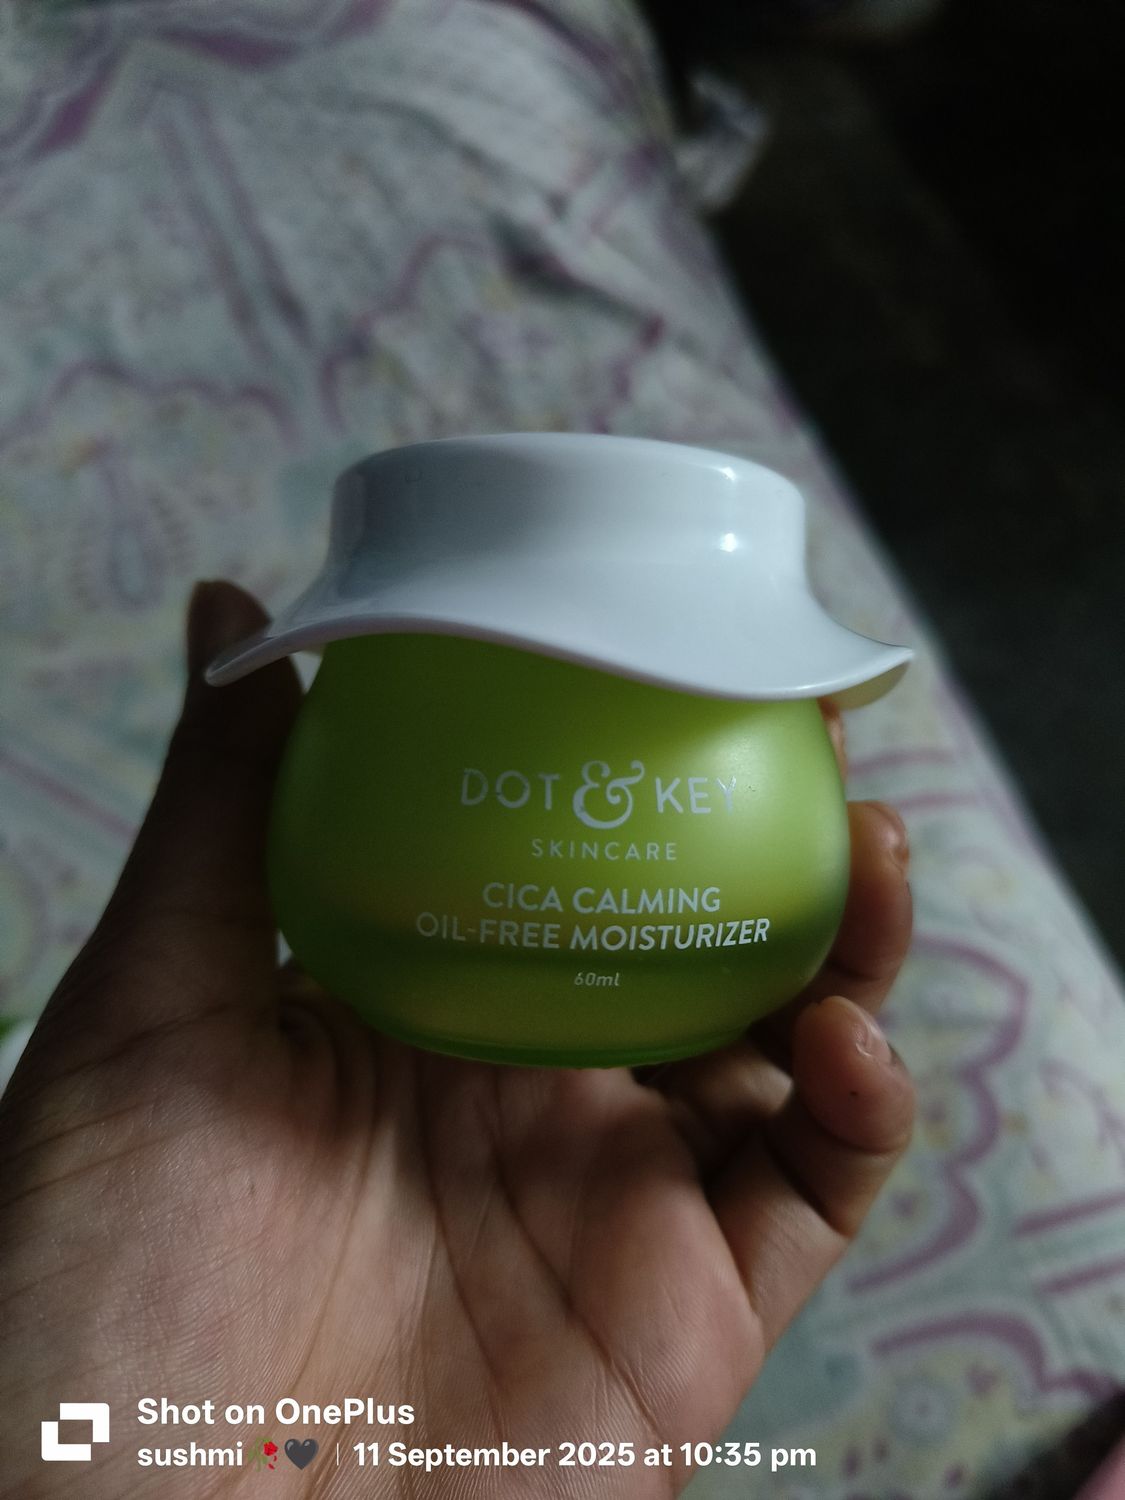 DOT & KEY
SKINCARE
CICA CALMING
OIL-FREE MOISTURIZER
60ml
Shot on OnePlus
sushmi🥀🖤 | 11 September 2025 at 10:35 pm